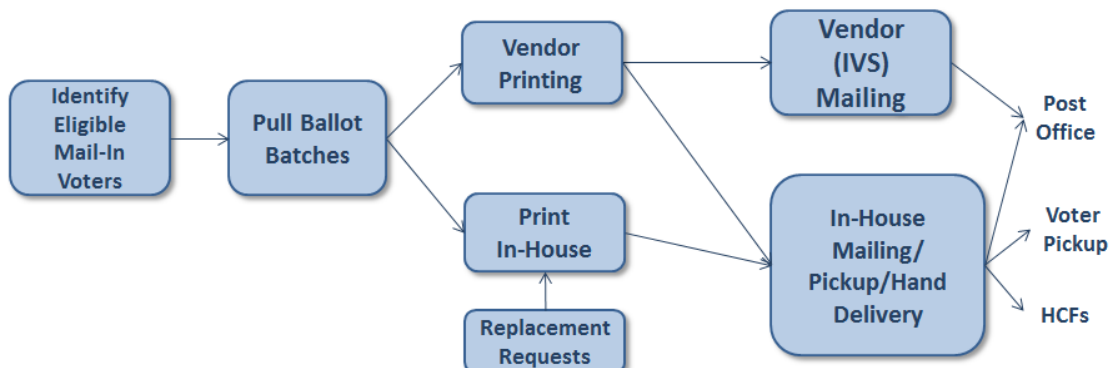 Identify
Eligible
Mail-In
Voters
Pull Ballot
Batches
Vendor
Printing
Print
In-House
Replacement
Requests
Vendor
(IVS)
Mailing
In-House
Mailing/
Pickup/Hand
Delivery
Post
Office
Voter
Pickup
HCFs